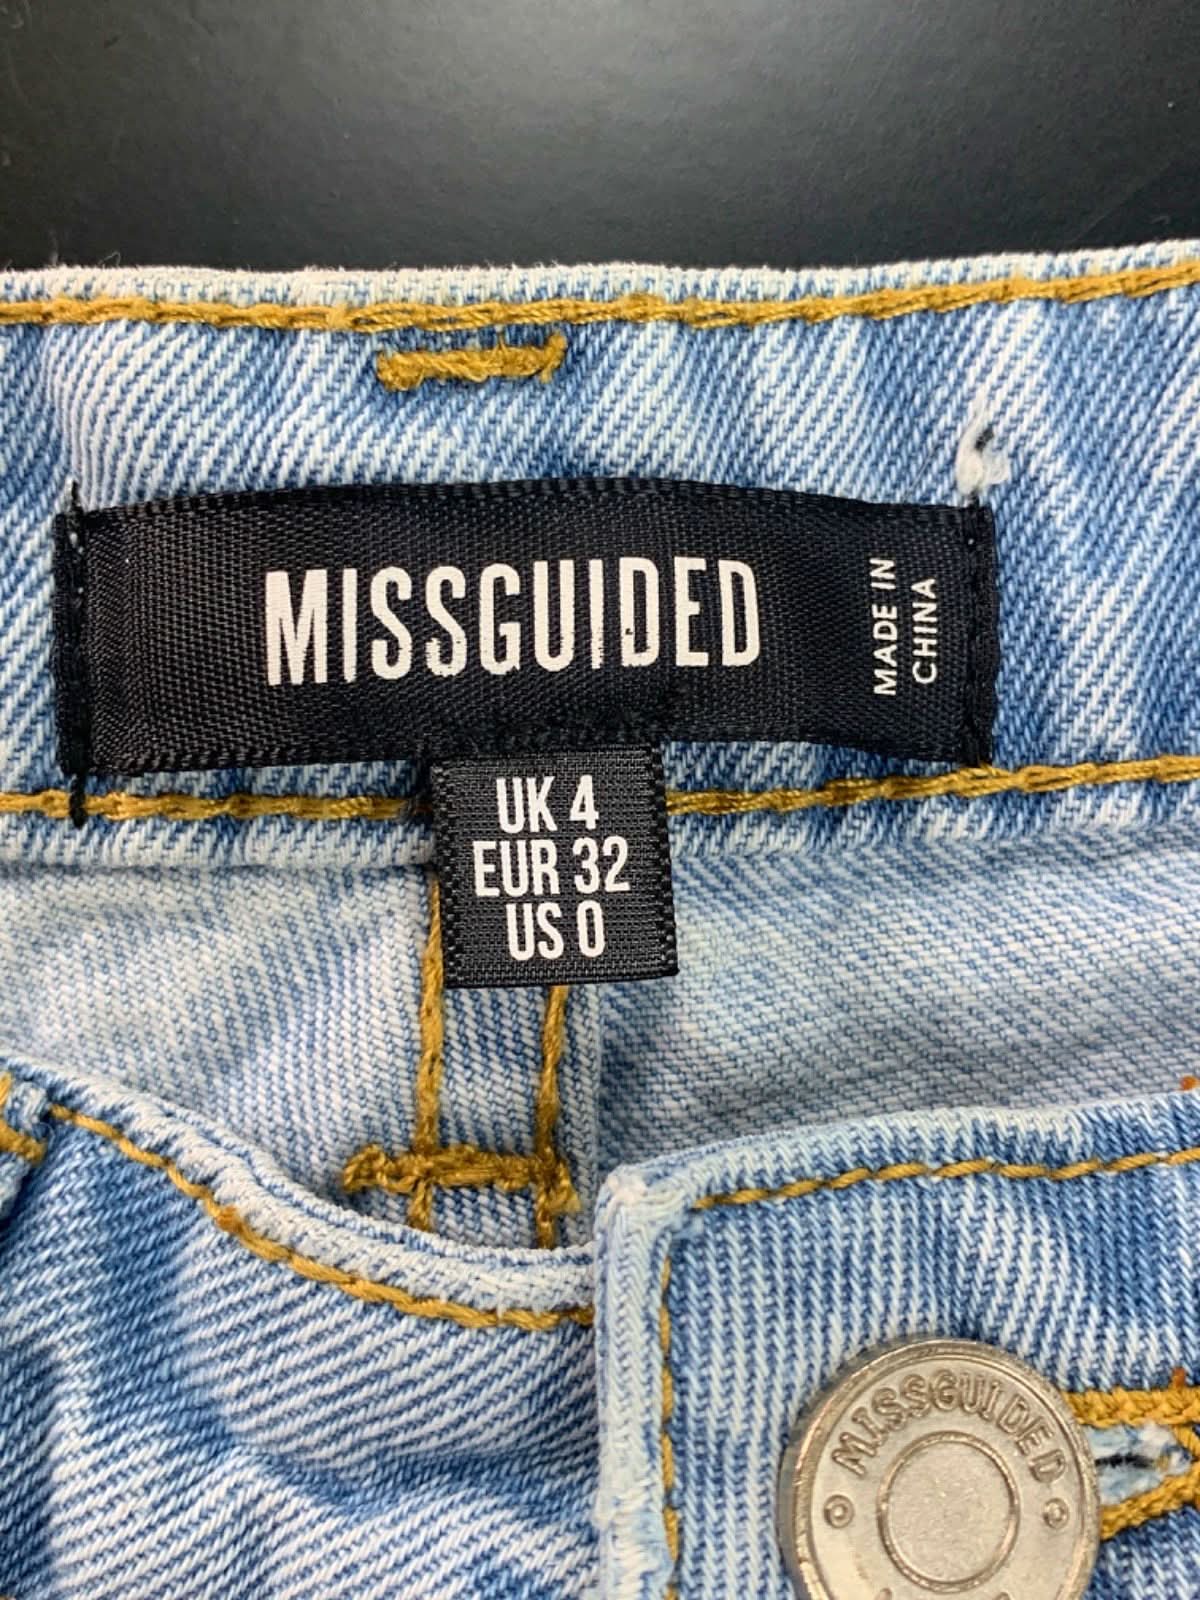 MISSGUIDED
MADE IN
CHINA
UK 4
EUR 32
US 0
MISSGUIDED